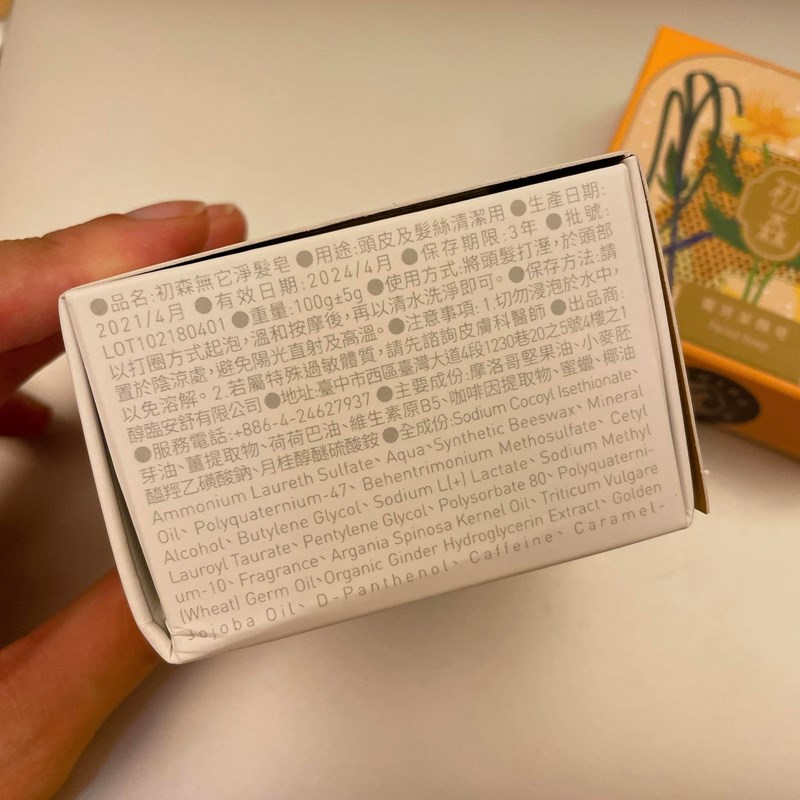 ●品名:初森無它淨髮皂 ●用途:頭皮及髮絲清潔用 ●生產日期:
2021/4月 ●有效日期:2024/4月 ●保存期限:3年 ●批號:
LOT102180401 ●重量:100g±5g ●使用方式:將頭髮打溼,於頭部
以打圈方式起泡,溫和按摩後,再以清水洗淨即可。●保存方法:請
置於陰涼處,避免陽光直射及高溫。●注意事項:1.切勿浸泡於水中,
以免溶解。2.若屬特殊過敏體質,請先諮詢皮膚科醫師 ●出品商:
醇臨安舒有限公司 ●地址:臺中市西區臺灣大道4段1230巷20之5號4樓之1
●服務電話:+886-4-24627937 ●主要成份:摩洛哥堅果油、小麥胚
芽油、薑提取物、荷荷巴油、維生素原B5、咖啡因提取物、蜜蠟、椰油
醯羥乙磺酸鈉、月桂醇醚硫酸銨 ●全成份:Sodium Cocoyl Isethionate、
Ammonium Laureth Sulfate、Aqua、Synthetic Beeswax、Mineral
Oil、Polyquaternium-47、Behentrimonium Methosulfate、Cetyl
Alcohol、Butylene Glycol、Sodium L(+) Lactate、Sodium Methyl
Lauroyl Taurate、Pentylene Glycol、Polysorbate 80、Polyquaterni-
um-10、Fragrance、Argania Spinosa Kernel Oil、Triticum Vulgare
(Wheat) Germ Oil、Organic Ginder Hydroglycerin Extract、Golden
Jojoba Oil、D-Panthenol、Caffeine、Caramel-
初
森